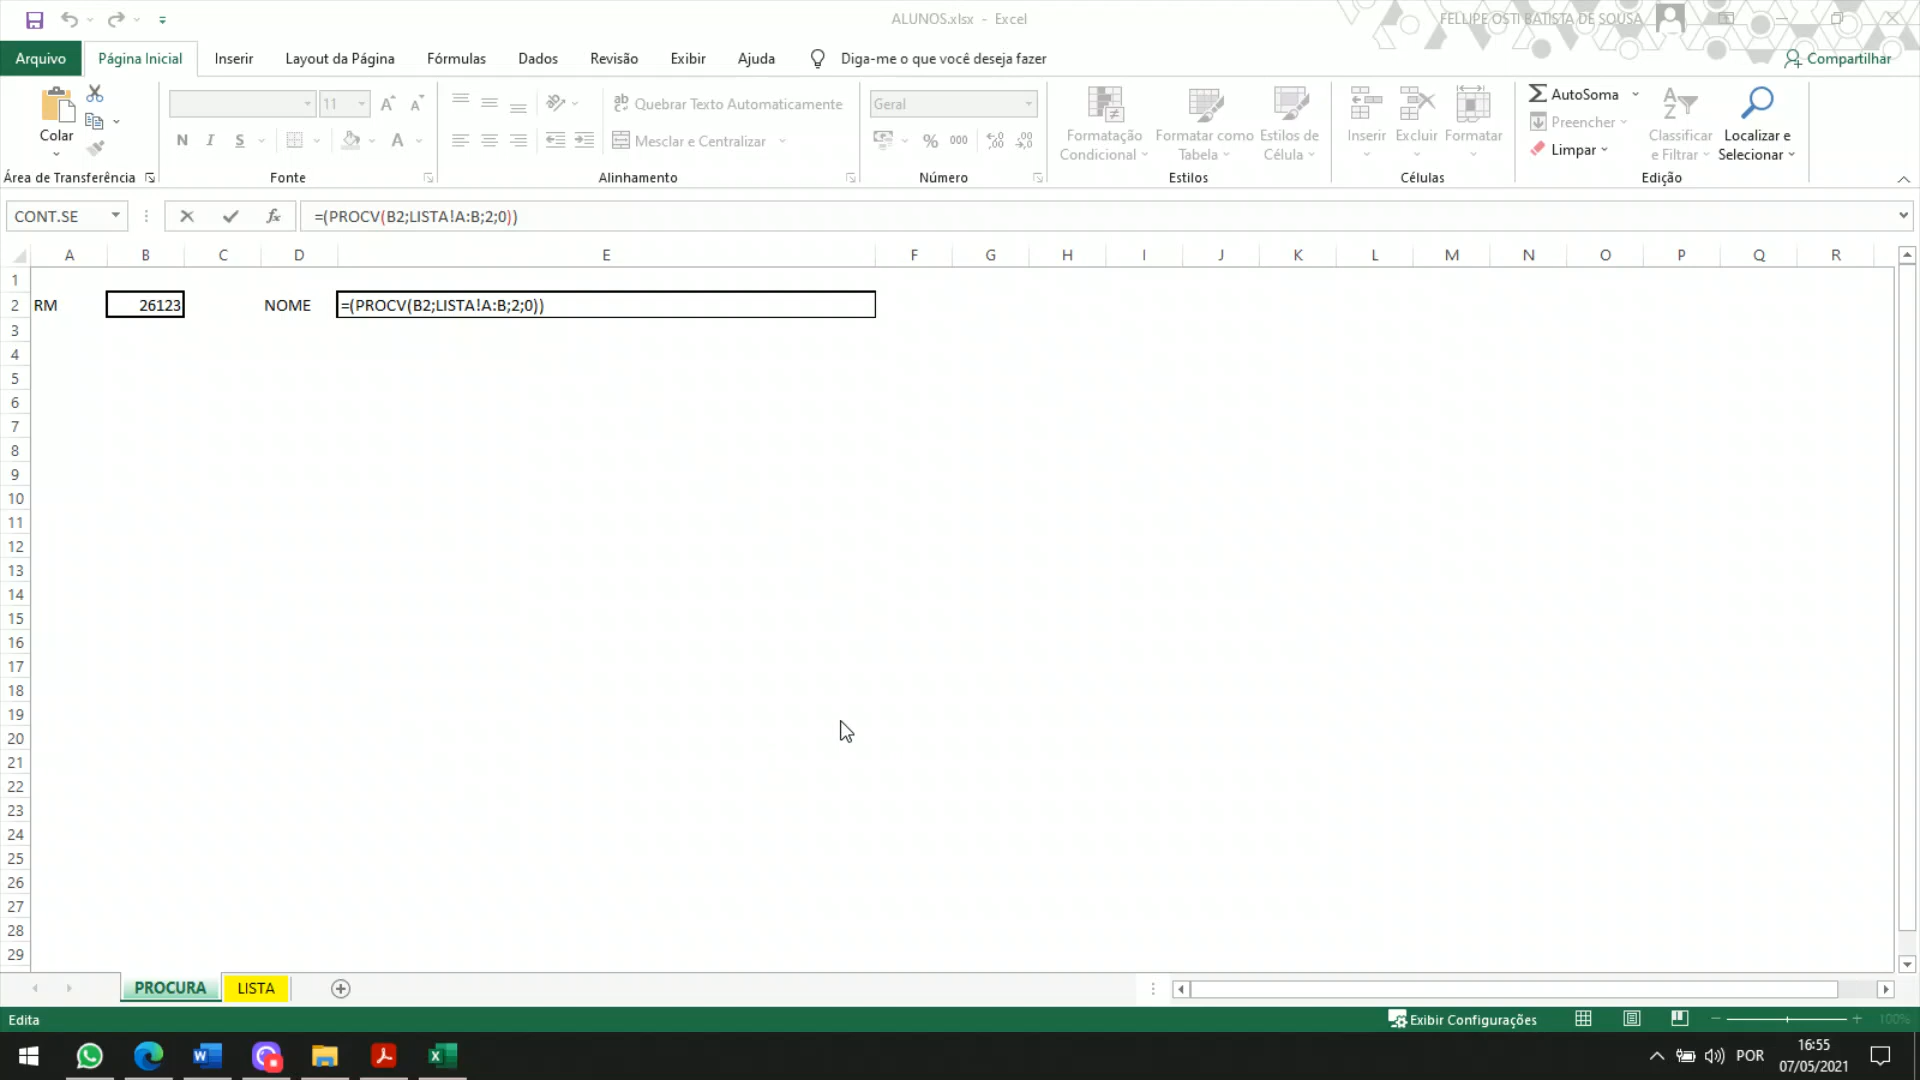 ALUNOS.xlsx - Excel
FELLIPE OSTI BATISTA DE SOUSA
Arquivo Página Inicial Inserir Layout da Página Fórmulas Dados Revisão Exibir Ajuda Diga-me o que você deseja fazer Compartilhar
Colar
Área de Transferência
11
N I S A
Fonte
Quebrar Texto Automaticamente
Mesclar e Centralizar
Alinhamento
Geral
% 000
Número
Formatação Condicional
Formatar como Tabela
Estilos de Célula
Estilos
Inserir Excluir Formatar
Células
AutoSoma
Preencher
Limpar
Classificar e Filtrar
Localizar e Selecionar
Edição
CONT.SE fx =(PROCV(B2;LISTA!A:B;2;0))
A B C D E F G H I J K L M N O P Q R
1
2 RM 26123 NOME =(PROCV(B2;LISTA!A:B;2;0))
3
4
5
6
7
8
9
10
11
12
13
14
15
16
17
18
19
20
21
22
23
24
25
26
27
28
29
PROCURA LISTA
Edita Exibir Configurações 100%
POR 16:55
07/05/2021